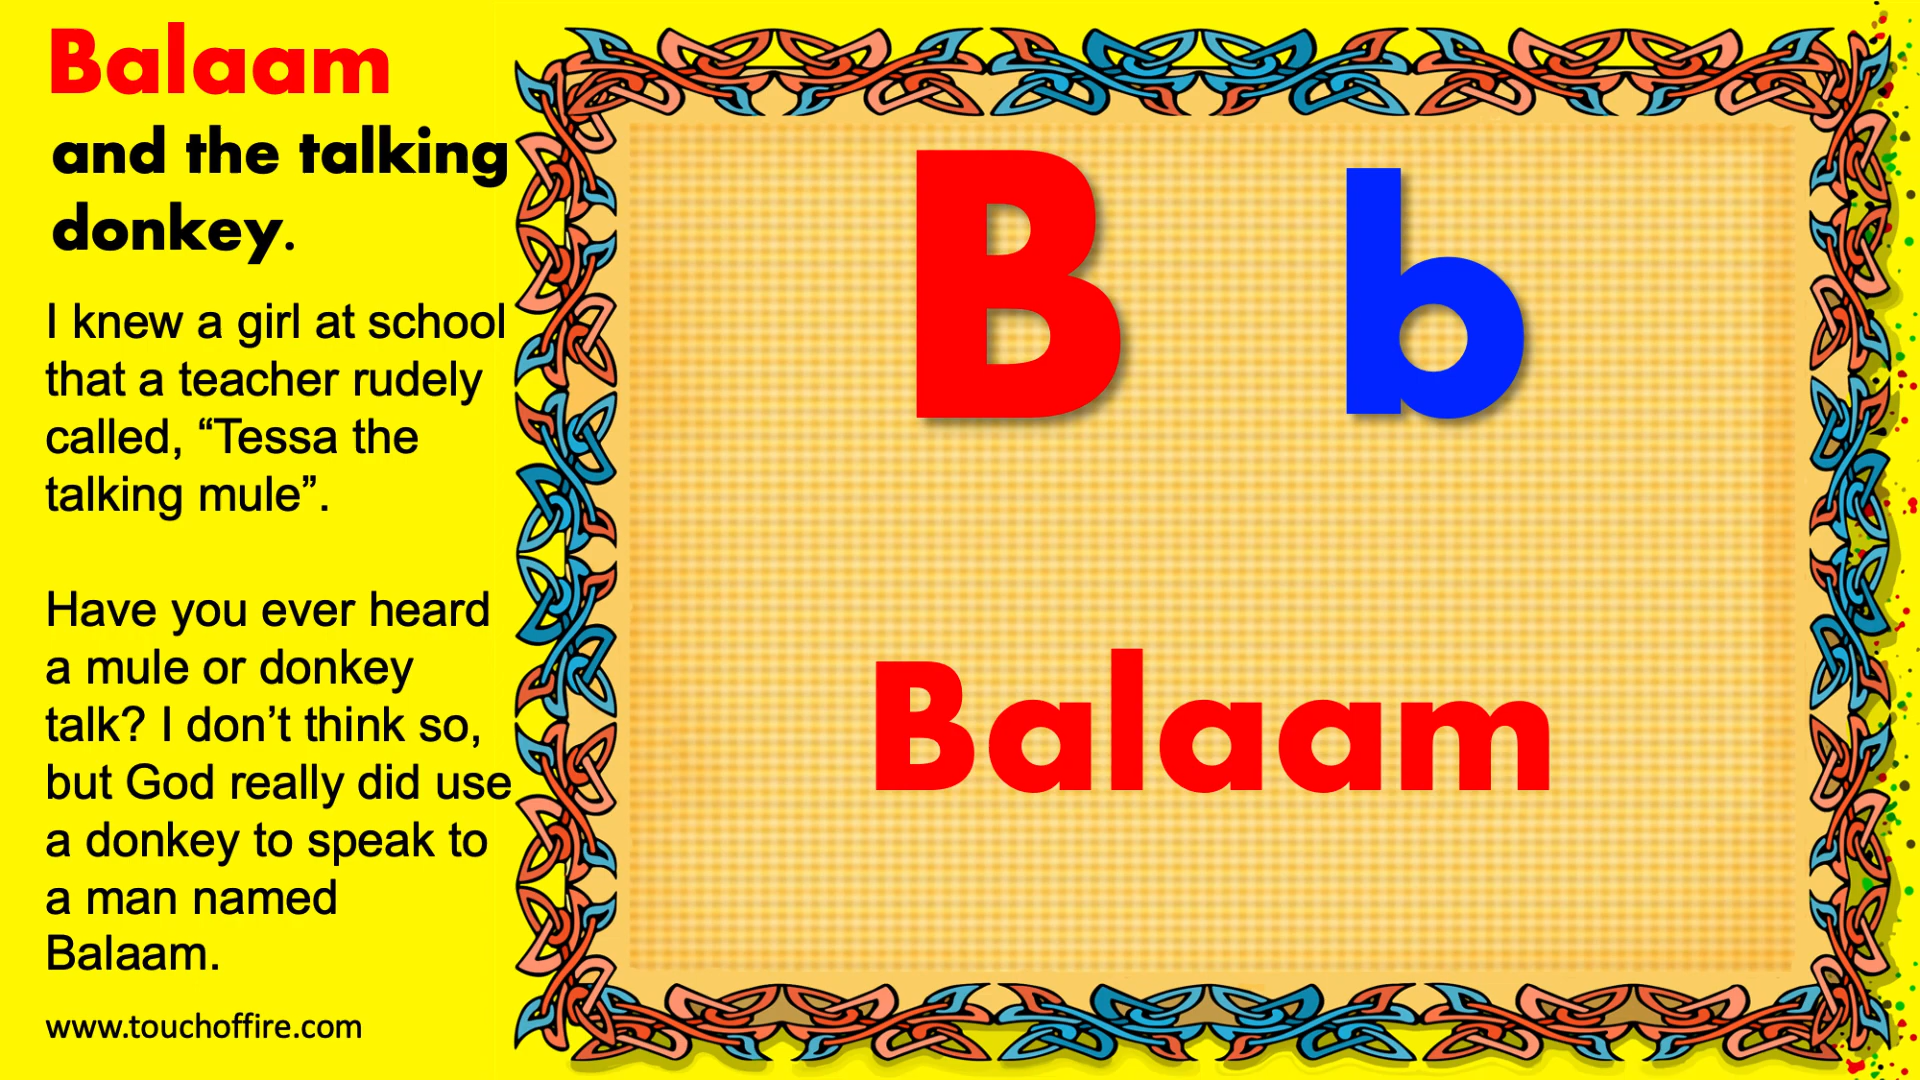 Balaam
and the talking
donkey.
I knew a girl at school
that a teacher rudely
called, “Tessa the
talking mule”.
Have you ever heard
a mule or donkey
talk? I don’t think so,
but God really did use
a donkey to speak to
a man named
Balaam.
www.touchoffire.com
B b
Balaam